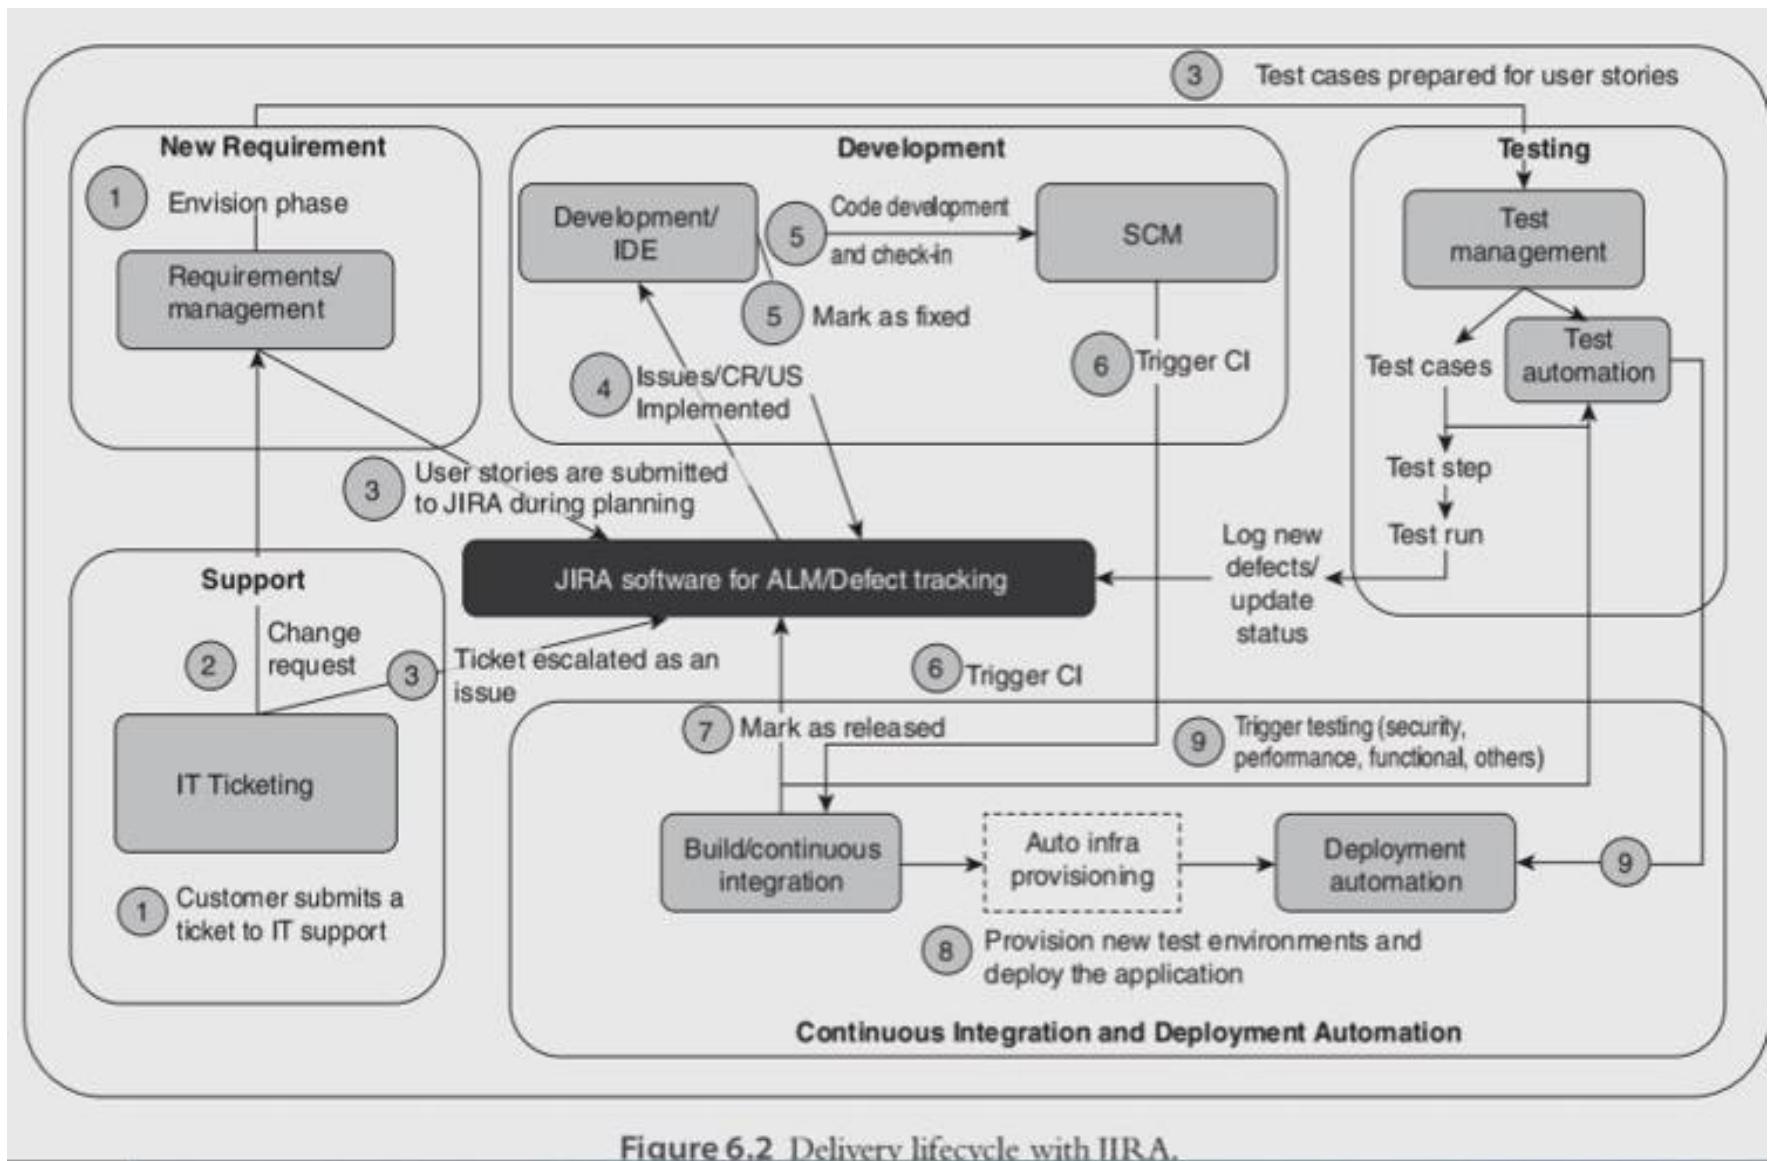 3
Test cases prepared for user stories
New Requirement
1
Envision phase
Requirements/
management
Development
Development/
IDE
5
Code development
and check-in
SCM
5
Mark as fixed
4
Issues/CR/US
Implemented
6
Trigger CI
Testing
Test
management
Test cases
Test
automation
Test step
Test run
Log new
defects/
update
status
3
User stories are submitted
to JIRA during planning
JIRA software for ALM/Defect tracking
Support
2
Change
request
3
Ticket escalated as an
issue
IT Ticketing
1
Customer submits a
ticket to IT support
6
Trigger CI
7
Mark as released
9
Trigger testing (security,
performance, functional, others)
Build/continuous
integration
Auto infra
provisioning
Deployment
automation
9
8
Provision new test environments and
deploy the application
Continuous Integration and Deployment Automation
Figure 6.2 Delivery lifecycle with JIRA.